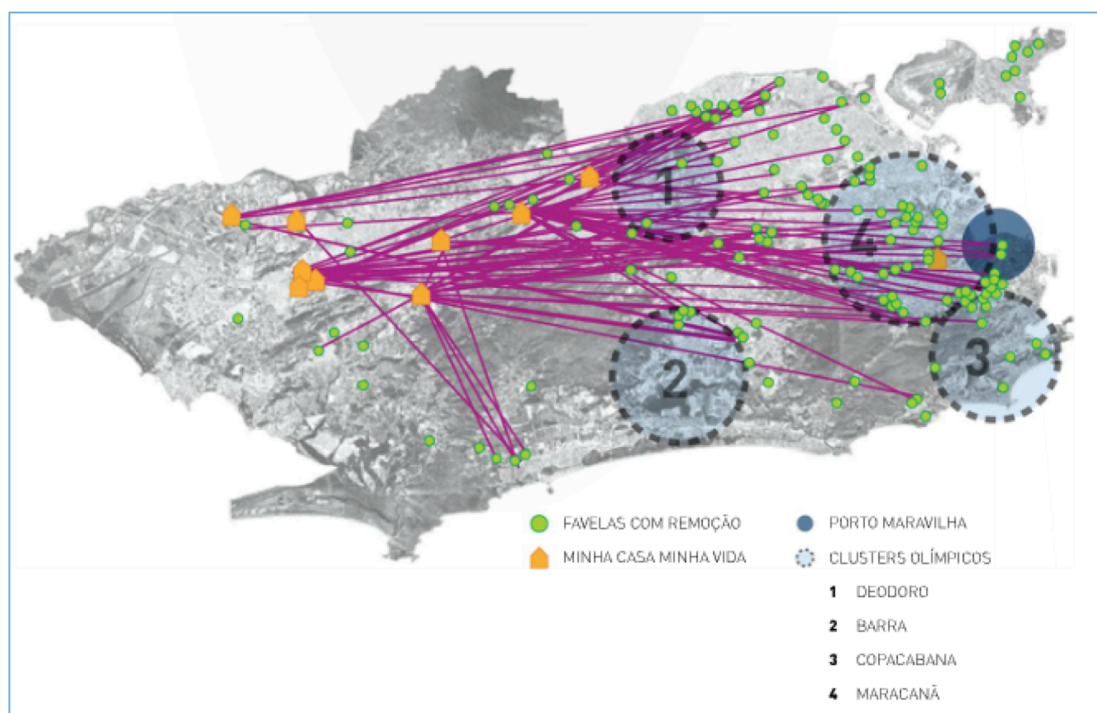 1
4
2
3
FAVELAS COM REMOÇÃO
PORTO MARAVILHA
MINHA CASA MINHA VIDA
CLUSTERS OLÍMPICOS
1 DEODORO
2 BARRA
3 COPACABANA
4 MARACANÃ